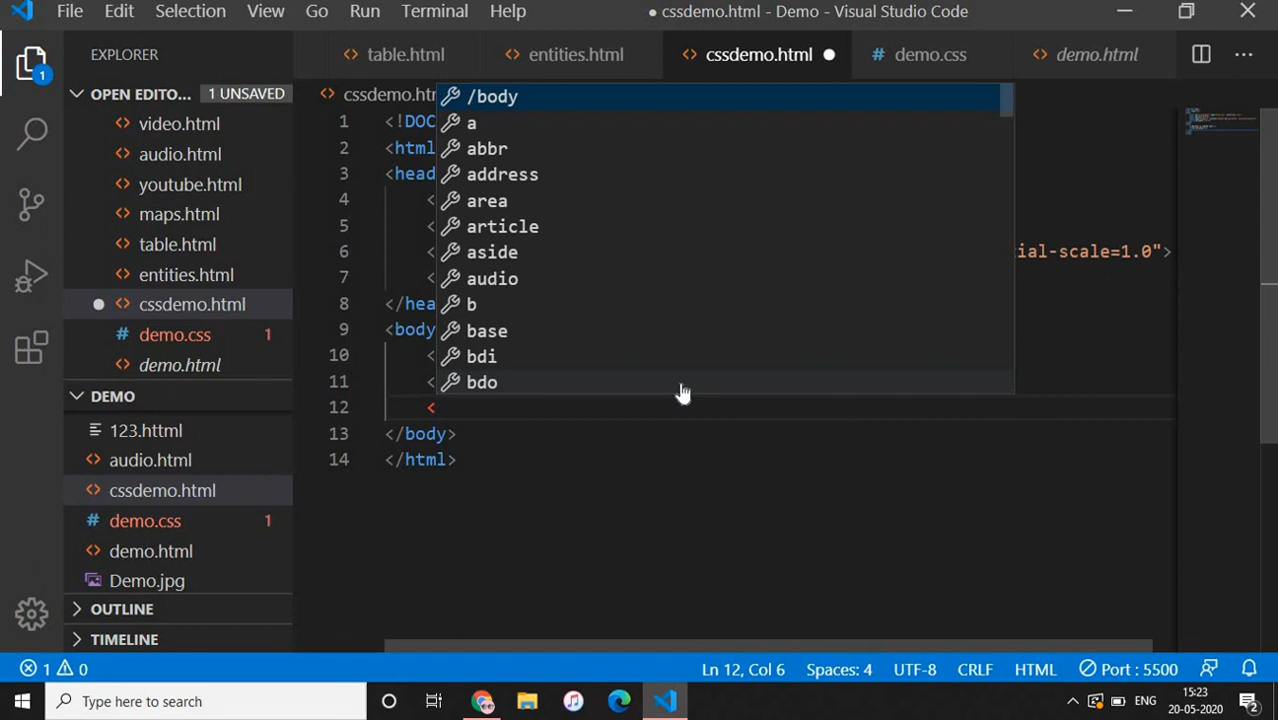 File Edit Selection View Go Run Terminal Help ● cssdemo.html - Demo - Visual Studio Code
EXPLORER
table.html entities.html cssdemo.html demo.css demo.html
OPEN EDITO... 1 UNSAVED
video.html
audio.html
youtube.html
maps.html
table.html
entities.html
cssdemo.html
demo.css 1
demo.html
DEMO
123.httml
audio.html
cssdemo.html
demo.css 1
demo.html
Demo.jpg
OUTLINE
TIMELINE
1
cssdemo.ht
/body
a
abbr
address
area
article
aside
audio
b
base
bdi
bdo
1 <!DOC
2 <html
3 <head
4 <
5 <
6 < ial-scale=1.0">
7 <
8 </hea
9 <body
10 <
11 <
12 <
13 </body>
14 </html>
1 0 Ln 12, Col 6 Spaces: 4 UTF-8 CRLF HTML Port : 5500
Type here to search
ENG
15:23
20-05-2020
2